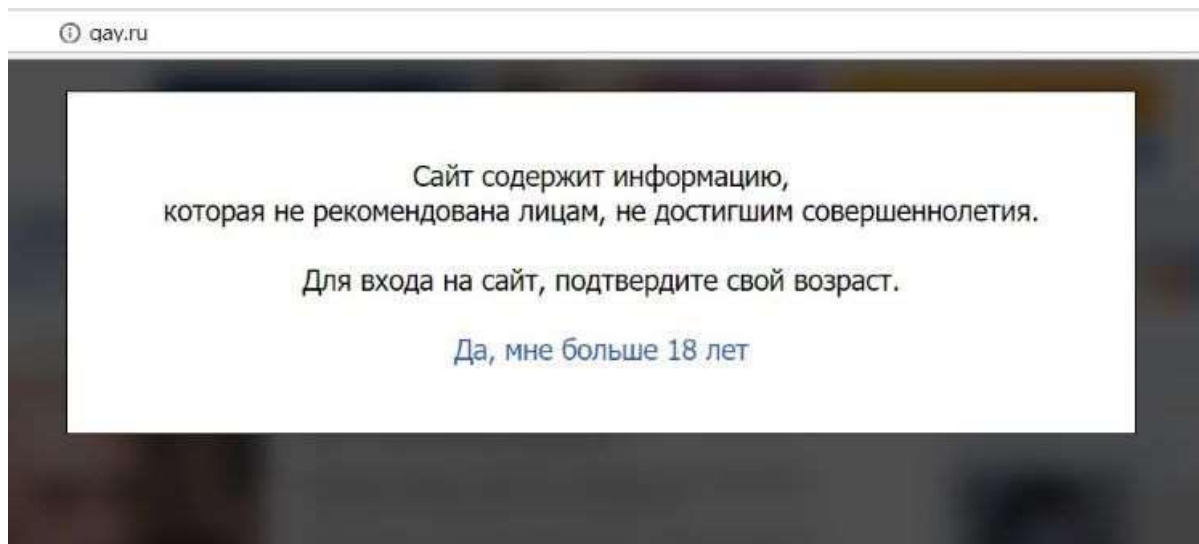 gay.ru
Сайт содержит информацию,
которая не рекомендована лицам, не достигшим совершеннолетия.
Для входа на сайт, подтвердите свой возраст.
Да, мне больше 18 лет